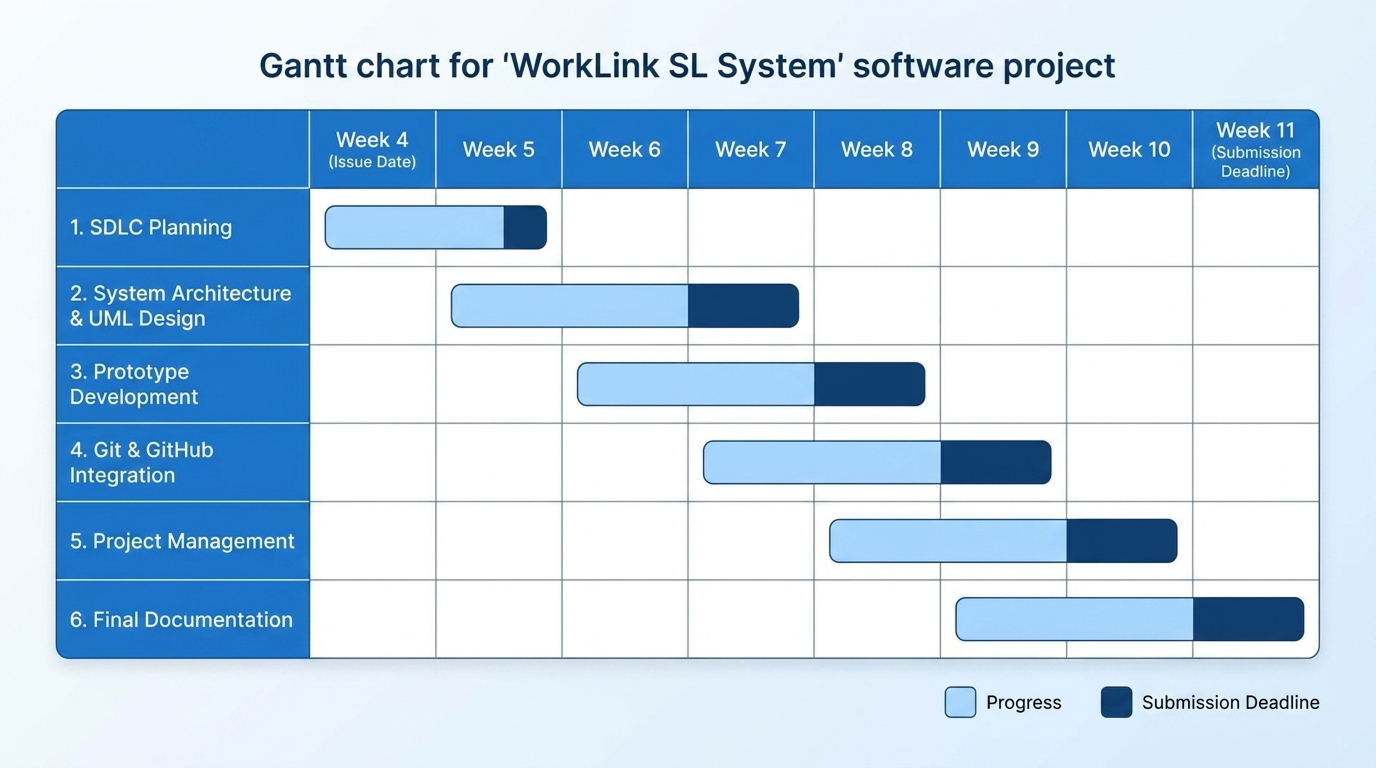 Gantt chart for 'WorkLink SL System' software project
Week 4
(Issue Date)
Week 5
Week 6
Week 7
Week 8
Week 9
Week 10
Week 11
(Submission
Deadline)
1. SDLC Planning
2. System Architecture
& UML Design
3. Prototype
Development
4. Git & GitHub
Integration
5. Project Management
6. Final Documentation
Progress
Submission Deadline